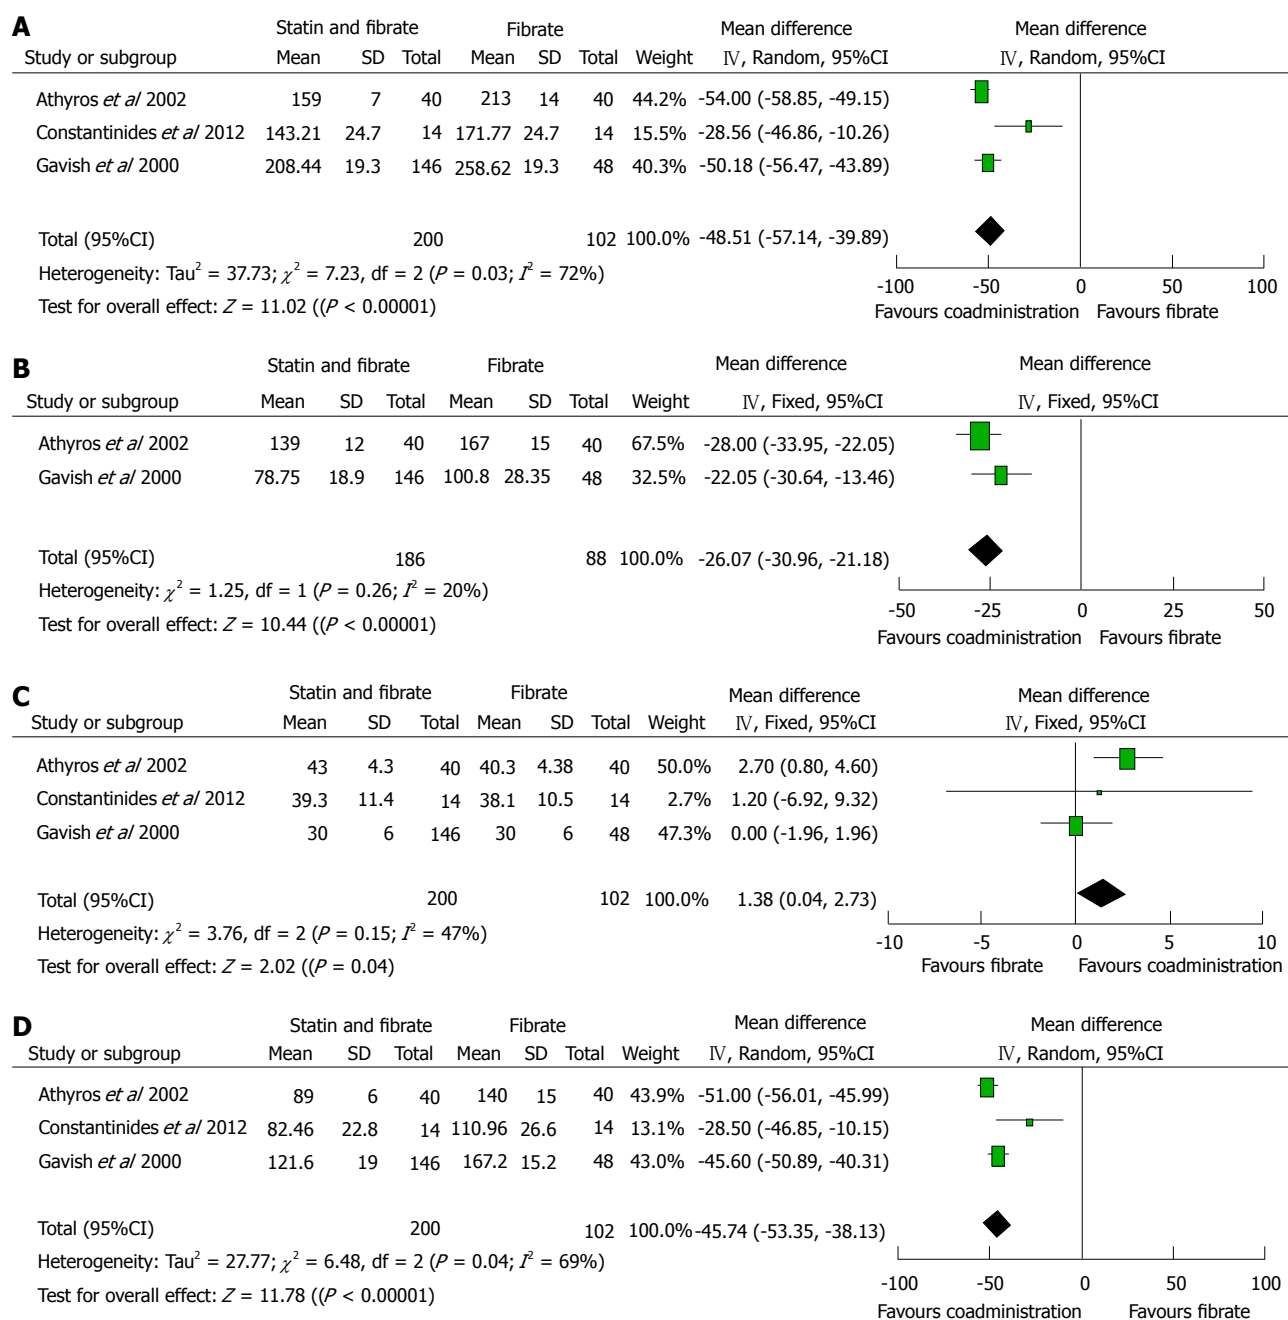 A
Statin and fibrate Fibrate Mean difference Mean difference
Study or subgroup Mean SD Total Mean SD Total Weight Ⅳ, Random, 95%CI Ⅳ, Random, 95%CI
Athyros et al 2002 159 7 40 213 14 40 44.2% -54.00 (-58.85, -49.15)
Constantinides et al 2012 143.21 24.7 14 171.77 24.7 14 15.5% -28.56 (-46.86, -10.26)
Gavish et al 2000 208.44 19.3 146 258.62 19.3 48 40.3% -50.18 (-56.47, -43.89)
Total (95%CI) 200 102 100.0% -48.51 (-57.14, -39.89)
Heterogeneity: Tau² = 37.73; χ² = 7.23, df = 2 (P = 0.03; I² = 72%)
Test for overall effect: Z = 11.02 ((P < 0.00001)
-100 -50 0 50 100
Favours coadministration Favours fibrate
B
Statin and fibrate Fibrate Mean difference Mean difference
Study or subgroup Mean SD Total Mean SD Total Weight Ⅳ, Fixed, 95%CI Ⅳ, Fixed, 95%CI
Athyros et al 2002 139 12 40 167 15 40 67.5% -28.00 (-33.95, -22.05)
Gavish et al 2000 78.75 18.9 146 100.8 28.35 48 32.5% -22.05 (-30.64, -13.46)
Total (95%CI) 186 88 100.0% -26.07 (-30.96, -21.18)
Heterogeneity: χ² = 1.25, df = 1 (P = 0.26; I² = 20%)
Test for overall effect: Z = 10.44 ((P < 0.00001)
-50 -25 0 25 50
Favours coadministration Favours fibrate
C
Statin and fibrate Fibrate Mean difference Mean difference
Study or subgroup Mean SD Total Mean SD Total Weight Ⅳ, Fixed, 95%CI Ⅳ, Fixed, 95%CI
Athyros et al 2002 43 4.3 40 40.3 4.38 40 50.0% 2.70 (0.80, 4.60)
Constantinides et al 2012 39.3 11.4 14 38.1 10.5 14 2.7% 1.20 (-6.92, 9.32)
Gavish et al 2000 30 6 146 30 6 48 47.3% 0.00 (-1.96, 1.96)
Total (95%CI) 200 102 100.0% 1.38 (0.04, 2.73)
Heterogeneity: χ² = 3.76, df = 2 (P = 0.15; I² = 47%)
Test for overall effect: Z = 2.02 ((P = 0.04)
-10 -5 0 5 10
Favours fibrate Favours coadministration
D
Statin and fibrate Fibrate Mean difference Mean difference
Study or subgroup Mean SD Total Mean SD Total Weight Ⅳ, Random, 95%CI Ⅳ, Random, 95%CI
Athyros et al 2002 89 6 40 140 15 40 43.9% -51.00 (-56.01, -45.99)
Constantinides et al 2012 82.46 22.8 14 110.96 26.6 14 13.1% -28.50 (-46.85, -10.15)
Gavish et al 2000 121.6 19 146 167.2 15.2 48 43.0% -45.60 (-50.89, -40.31)
Total (95%CI) 200 102 100.0% -45.74 (-53.35, -38.13)
Heterogeneity: Tau² = 27.77; χ² = 6.48, df = 2 (P = 0.04; I² = 69%)
Test for overall effect: Z = 11.78 ((P < 0.00001)
-100 -50 0 50 100
Favours coadministration Favours fibrate